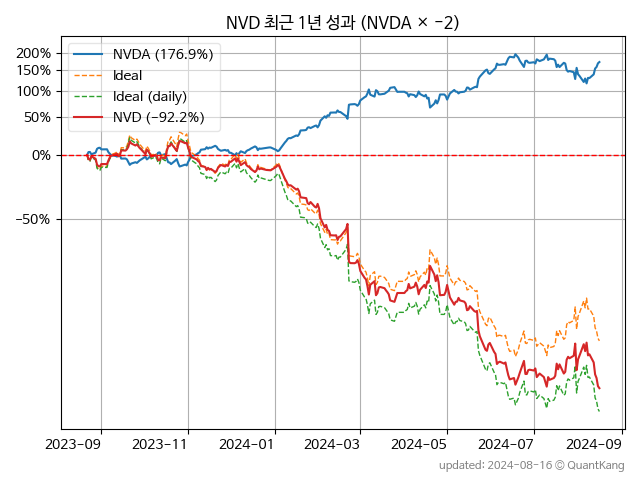 NVD 최근 1년 성과 (NVDA × −2)
200%
150%
100%
50%
0%
−50%
NVDA (176.9%)
Ideal
Ideal (daily)
NVD (−92.2%)
2023−09
2023−11
2024−01
2024−03
2024−05
2024−07
2024−09
updated: 2024−08−16 © QuantKang